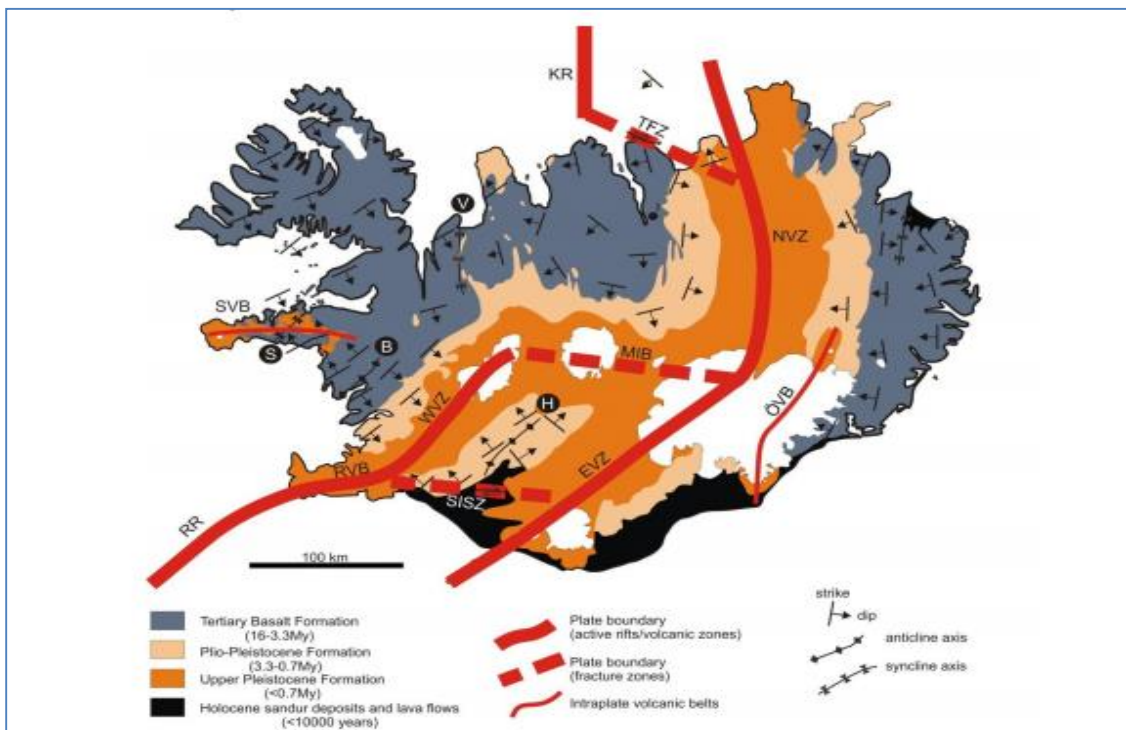 KR
TFZ
V
NVZ
SVB
S
B
MIB
WVZ
H
ÖVB
EVZ
RVB
SISZ
RR
100 km
Tertiary Basalt Formation
(16-3.3My)
Plio-Pleistocene Formation
(3.3-0.7My)
Upper Pleistocene Formation
(<0.7My)
Holocene sandur deposits and lava flows
(<10000 years)
Plate boundary
(active rifts/volcanic zones)
Plate boundary
(fracture zones)
Intraplate volcanic belts
strike
dip
anticline axis
syncline axis